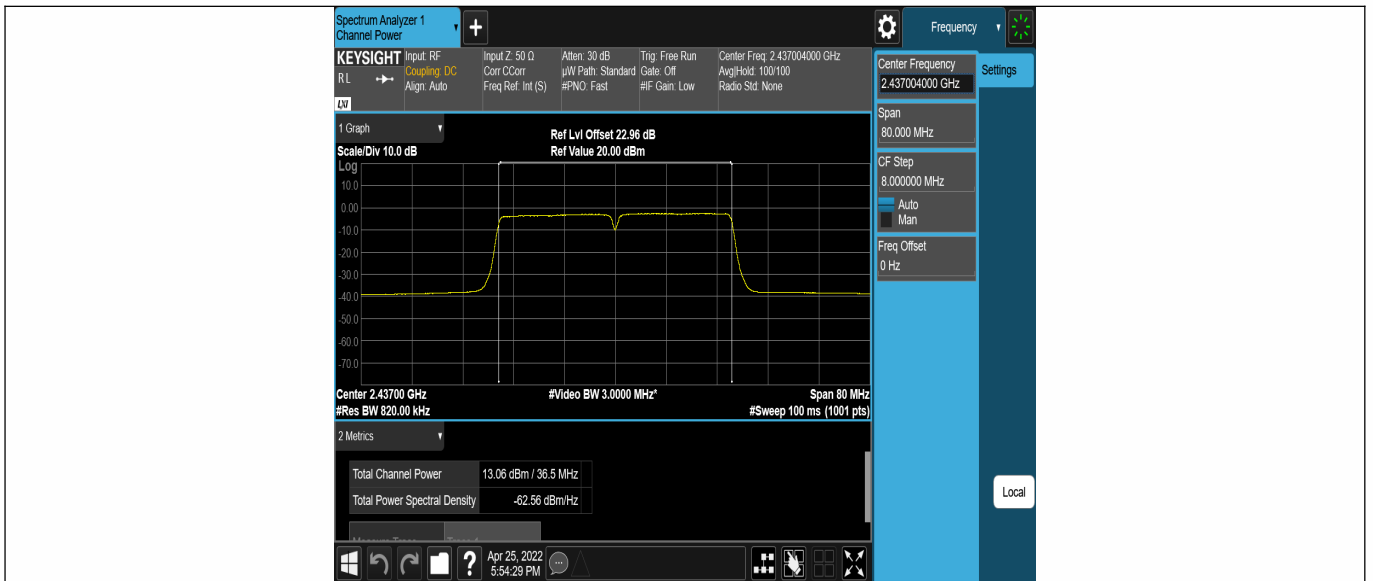 Spectrum Analyzer 1
Channel Power
+
Frequency
KEYSIGHT
RL
LXI
Input: RF
Coupling: DC
Align: Auto
Input Z: 50 Ω
Corr CCorr
Freq Ref: Int (S)
Atten: 30 dB
µW Path: Standard
#PNO: Fast
Trig: Free Run
Gate: Off
#IF Gain: Low
Center Freq: 2.437004000 GHz
Avg|Hold: 100/100
Radio Std: None
Center Frequency
2.437004000 GHz
Settings
Span
80.000 MHz
CF Step
8.000000 MHz
Auto
Man
Freq Offset
0 Hz
Local
1 Graph
Scale/Div 10.0 dB
Ref Lvl Offset 22.96 dB
Ref Value 20.00 dBm
Log
10.0
0.00
-10.0
-20.0
-30.0
-40.0
-50.0
-60.0
-70.0
Center 2.43700 GHz
#Video BW 3.0000 MHz*
Span 80 MHz
#Res BW 820.00 kHz
#Sweep 100 ms (1001 pts)
2 Metrics
Total Channel Power 13.06 dBm / 36.5 MHz
Total Power Spectral Density -62.56 dBm/Hz
?
Apr 25, 2022
5:54:29 PM